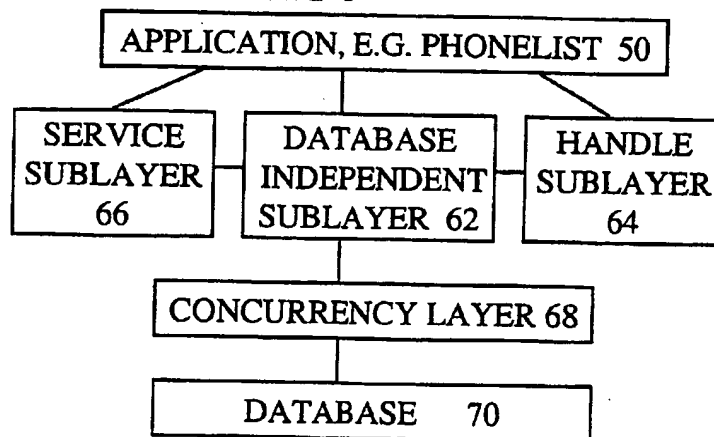 APPLICATION, E.G. PHONELIST 50
SERVICE
SUBLAYER
66
DATABASE
INDEPENDENT
SUBLAYER 62
HANDLE
SUBLAYER
64
CONCURRENCY LAYER 68
DATABASE 70